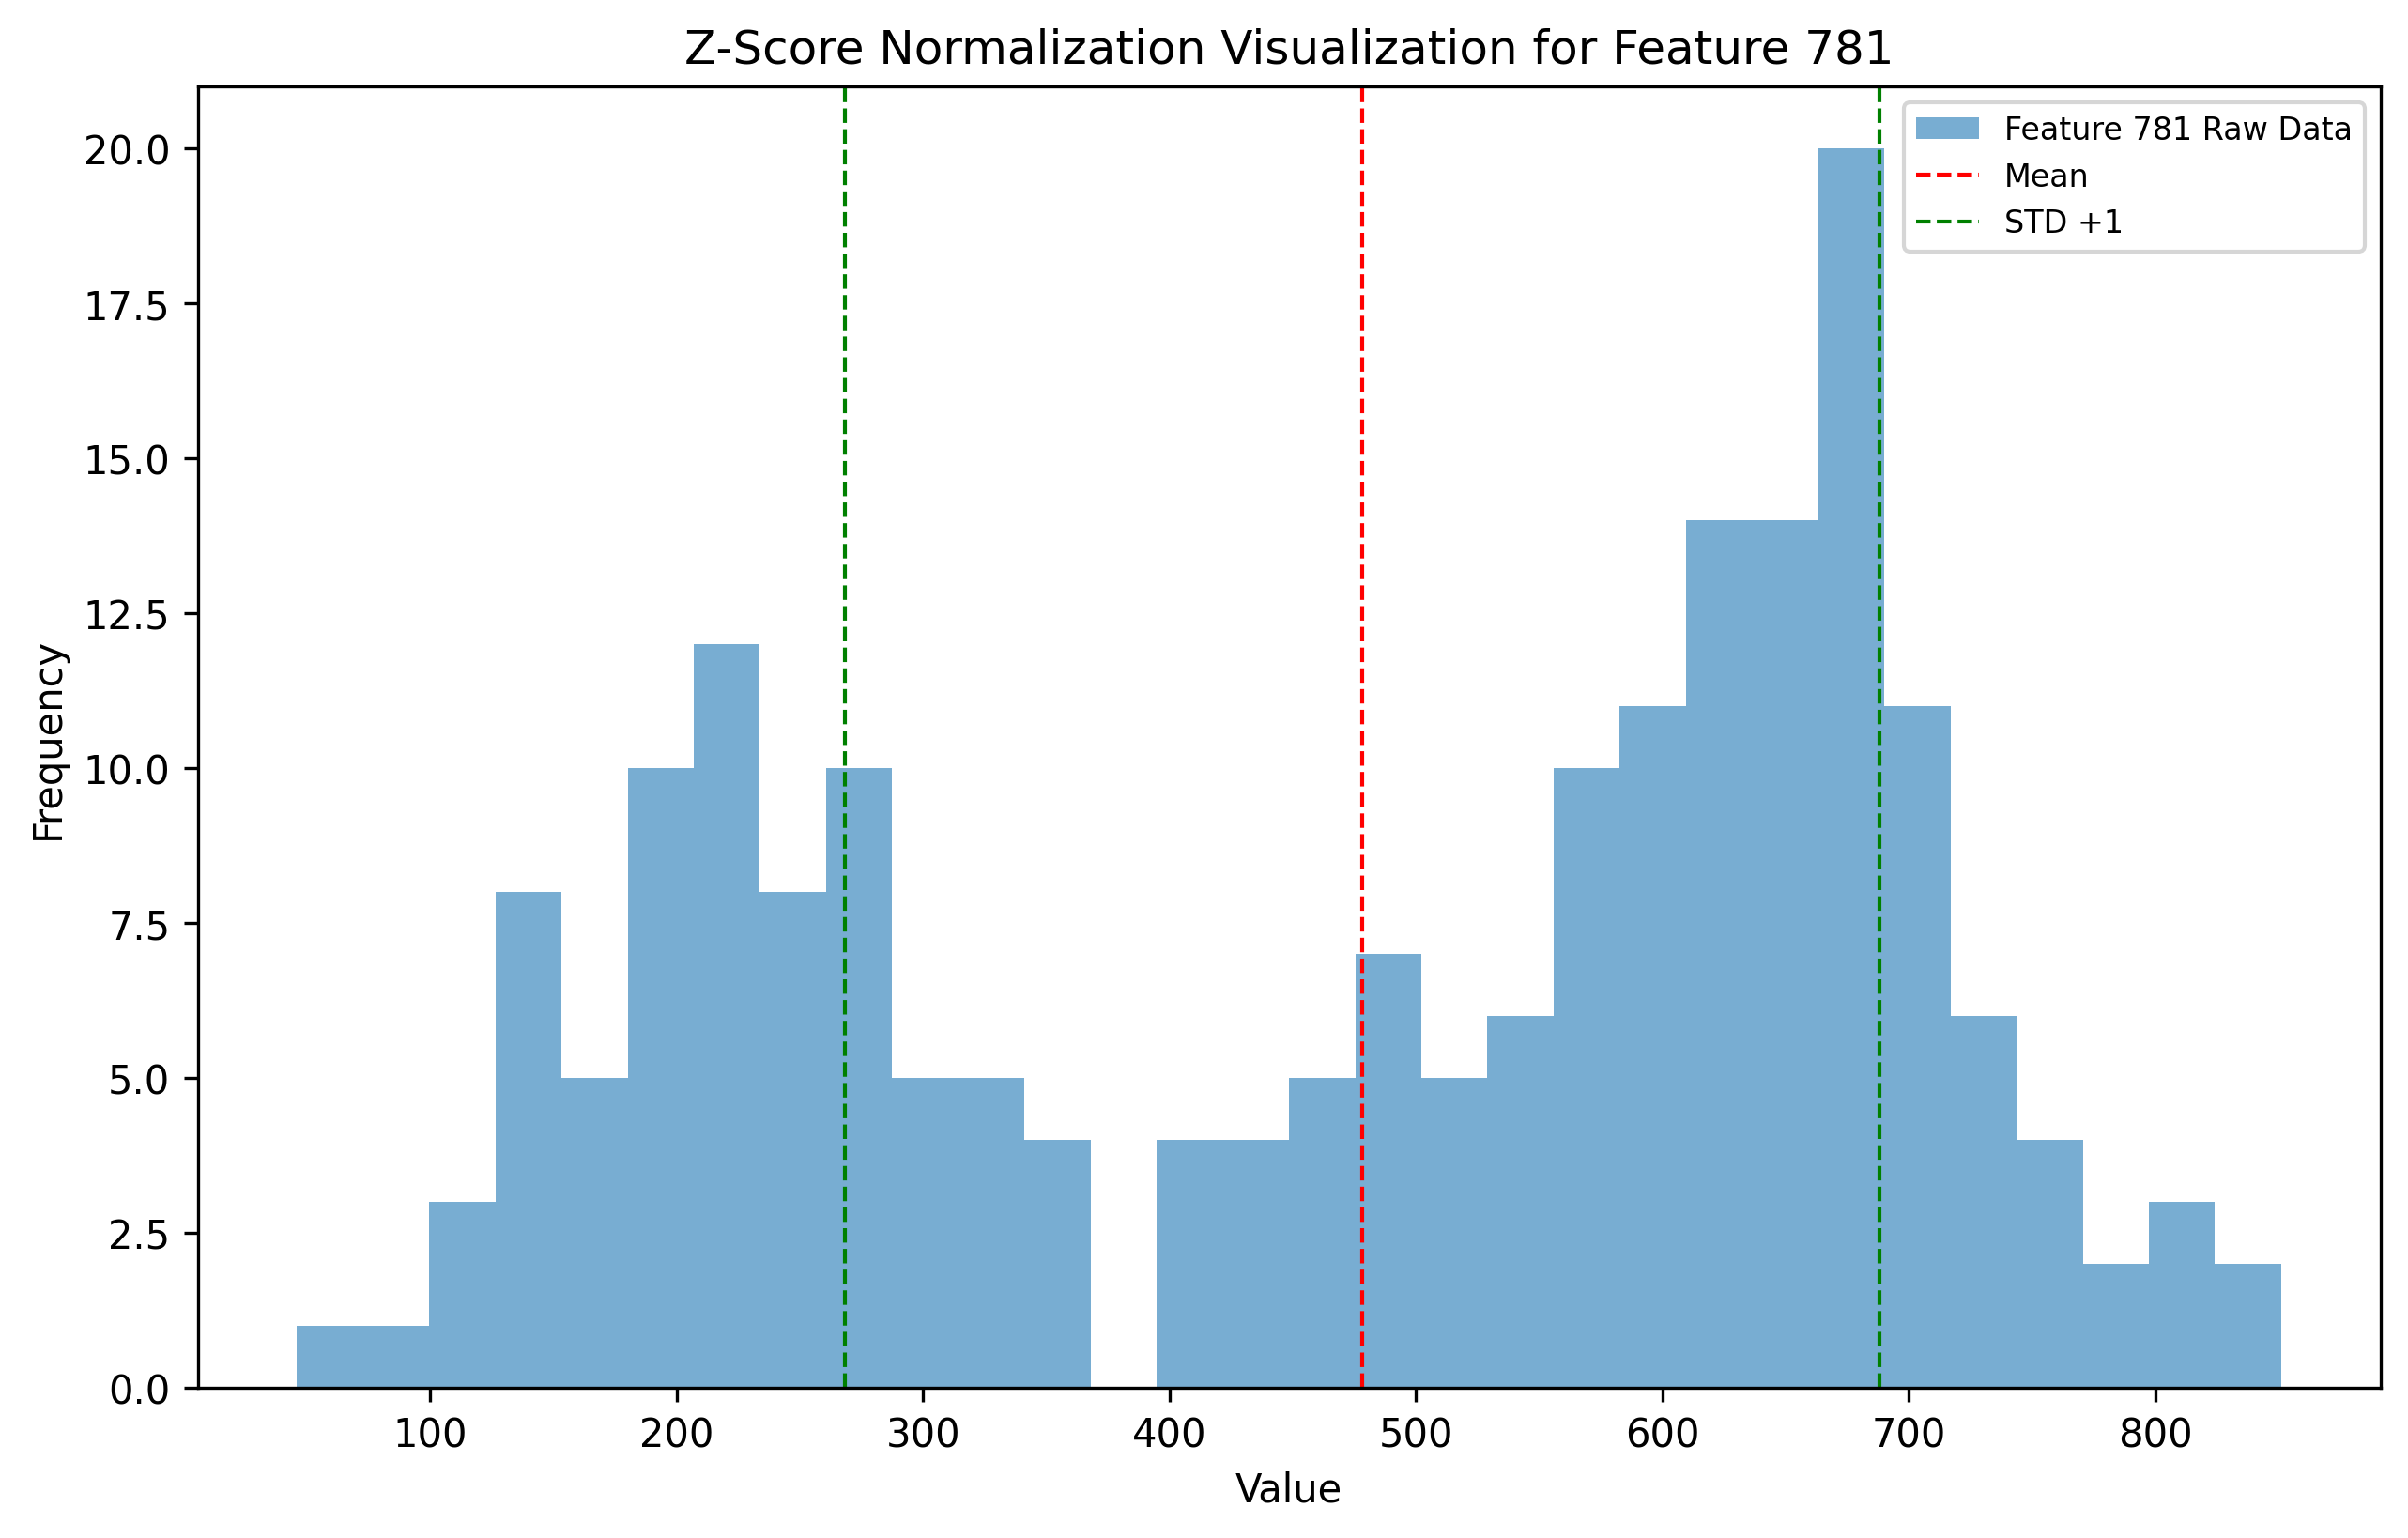 Z-Score Normalization Visualization for Feature 781
Feature 781 Raw Data
Mean
STD +1
Frequency
20.0
17.5
15.0
12.5
10.0
7.5
5.0
2.5
0.0
100 200 300 400 500 600 700 800
Value